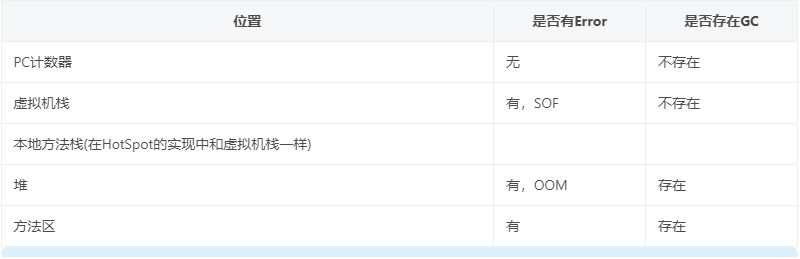 位置 是否有Error 是否存在GC
PC计数器 无 不存在
虚拟机栈 有，SOF 不存在
本地方法栈(在HotSpot的实现中和虚拟机栈一样)
堆 有，OOM 存在
方法区 有 存在